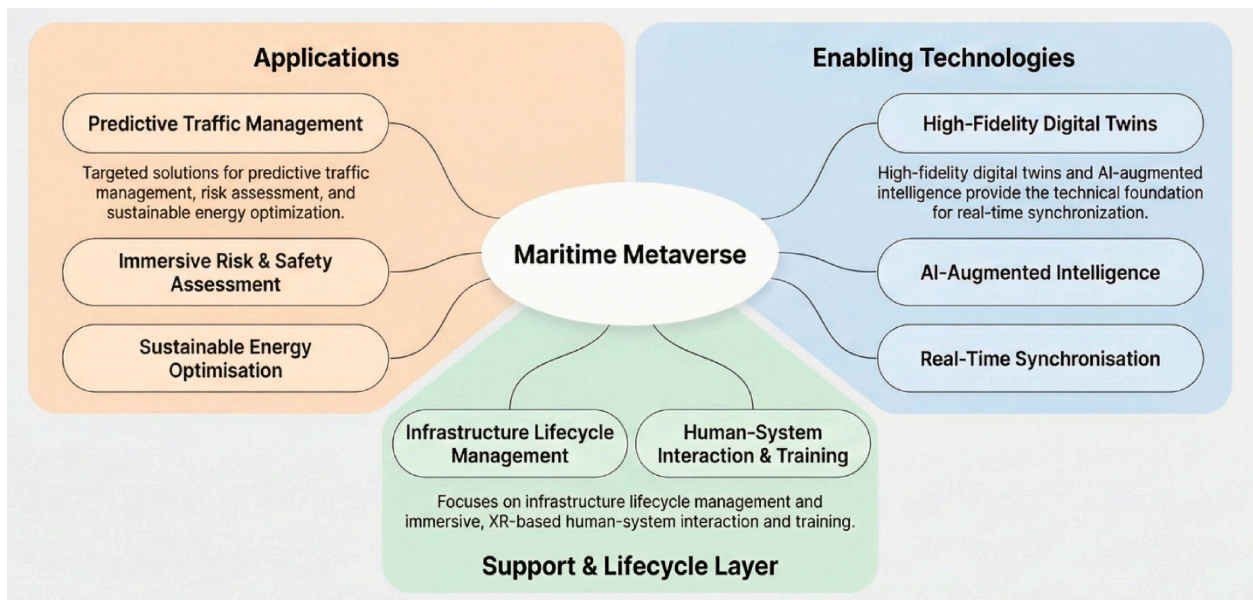 Applications
Predictive Traffic Management
Targeted solutions for predictive traffic
management, risk assessment, and
sustainable energy optimization.
Immersive Risk & Safety
Assessment
Sustainable Energy
Optimisation
Maritime Metaverse
Enabling Technologies
High-Fidelity Digital Twins
High-fidelity digital twins and AI-augmented
intelligence provide the technical foundation
for real-time synchronization.
AI-Augmented Intelligence
Real-Time Synchronisation
Infrastructure Lifecycle
Management
Human-System
Interaction & Training
Focuses on infrastructure lifecycle management and
immersive, XR-based human-system interaction and training.
Support & Lifecycle Layer